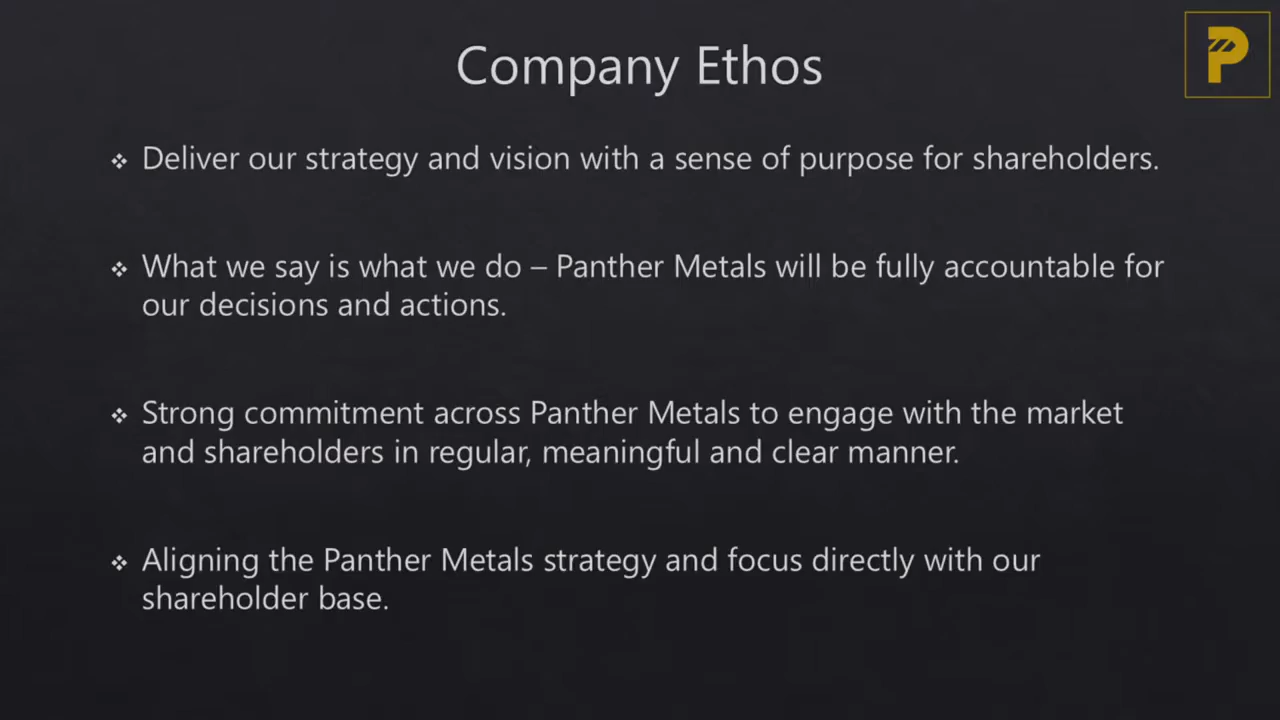 Company Ethos
P
Deliver our strategy and vision with a sense of purpose for shareholders.
What we say is what we do – Panther Metals will be fully accountable for
our decisions and actions.
Strong commitment across Panther Metals to engage with the market
and shareholders in regular, meaningful and clear manner.
Aligning the Panther Metals strategy and focus directly with our
shareholder base.